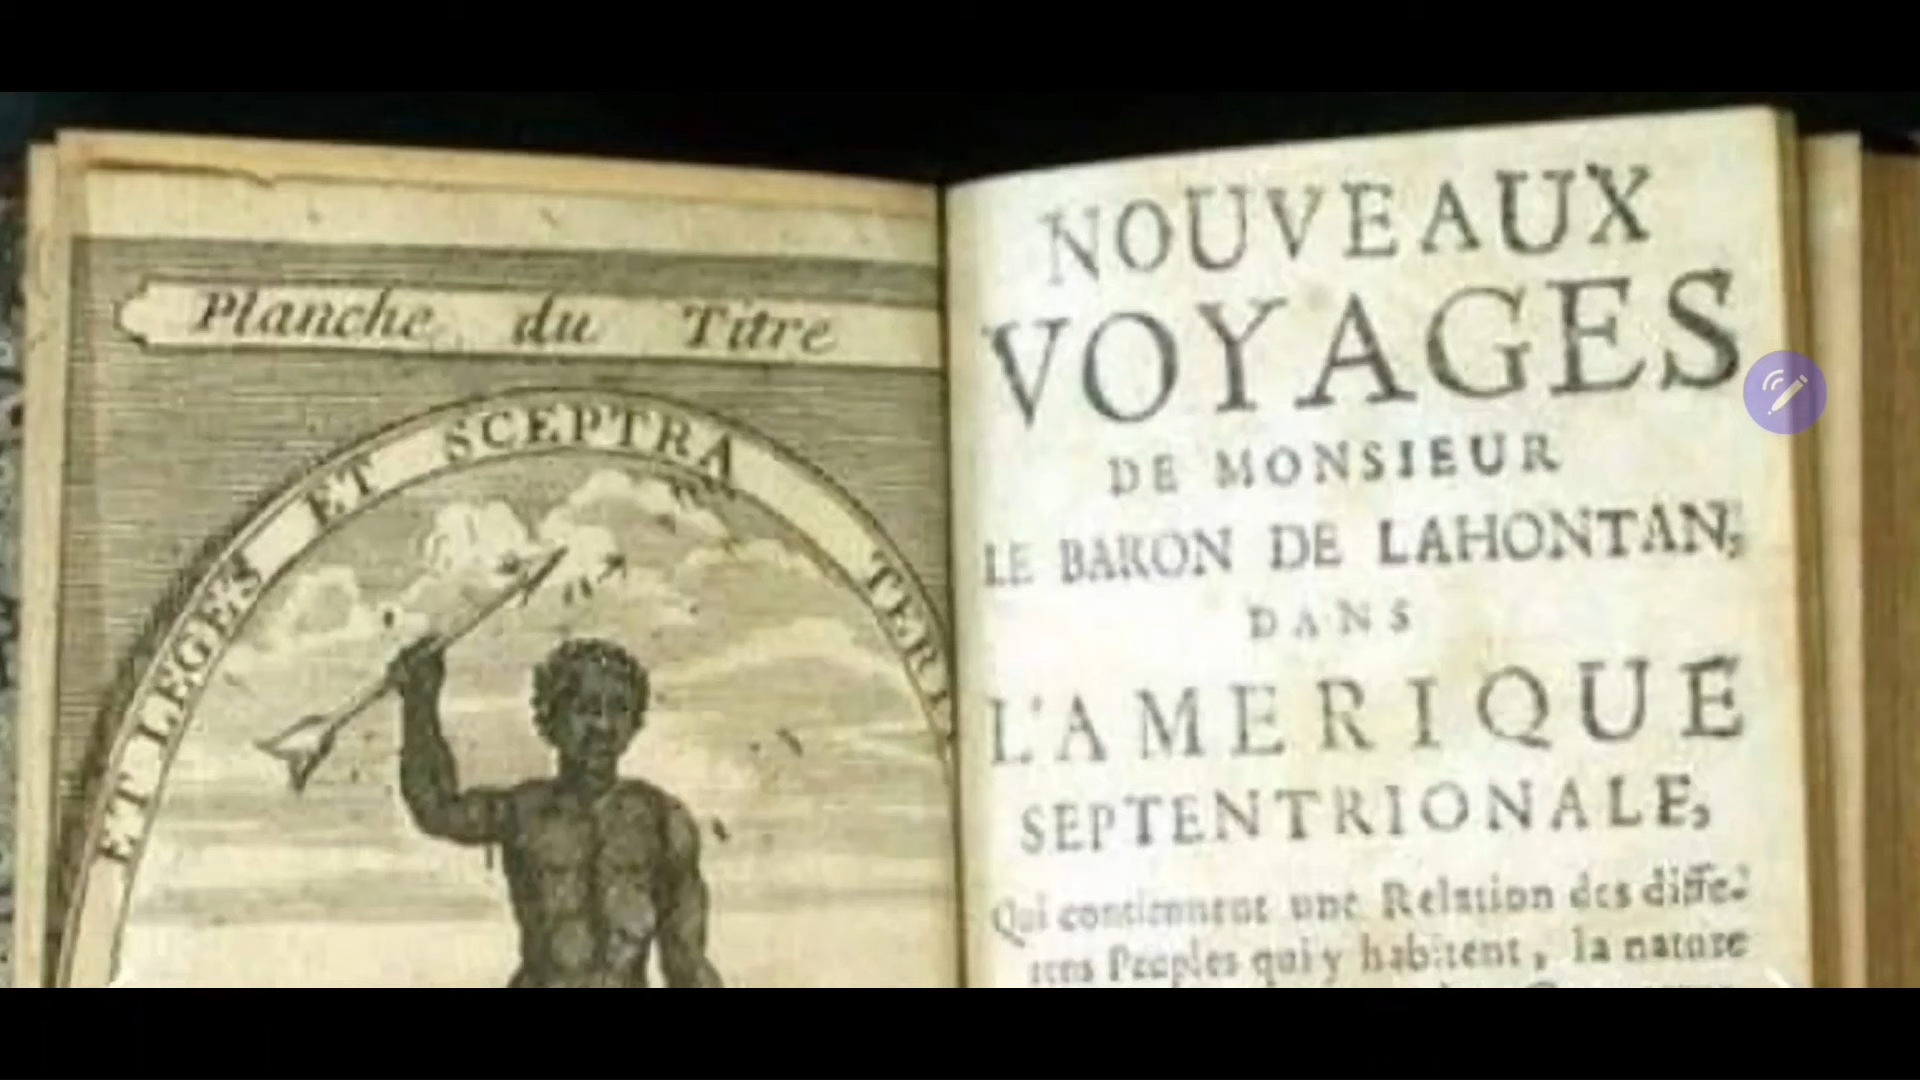 Planche du Titre
ET LEGES ET SCEPTRA TERI
NOUVEAUX
VOYAGES
DE MONSIEUR
LE BARON DE LAHONTAN,
DANS
L'AMERIQUE
SEPTENTRIONALE,
Qui contiennent une Relation des diffe-
rens Peuples qui y habitent, la nature